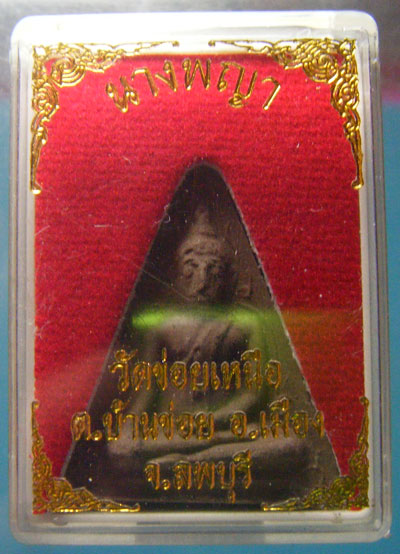 นางพญา
วัดข่อยเหนือ
ต.บ้านข่อย อ.เมือง
จ.ลพบุรี